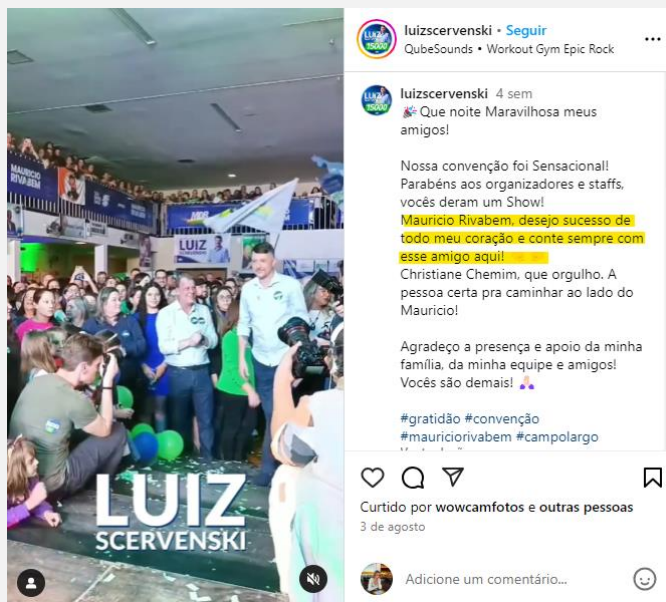 MAURICIO
RIVABEM
MDB
LUIZ
SCERVENSKI
LUIZ
SCERVENSKI
luizscervenski • Seguir
QubeSounds • Workout Gym Epic Rock
luizscervenski 4 sem
🎉Que noite Maravilhosa meus
amigos!
Nossa convenção foi Sensacional!
Parabéns aos organizadores e staffs,
vocês deram um Show!
Mauricio Rivabem, desejo sucesso de
todo meu coração e conte sempre com
esse amigo aqui!
Christiane Chemim, que orgulho. A
pessoa certa pra caminhar ao lado do
Mauricio!
Agradeço a presença e apoio da minha
família, da minha equipe e amigos!
Vocês são demais! 🙏🏻
#gratidão #convenção
#mauriciorivabem #campolargo
Curtido por wowcamfotos e outras pessoas
3 de agosto
Adicione um comentário...